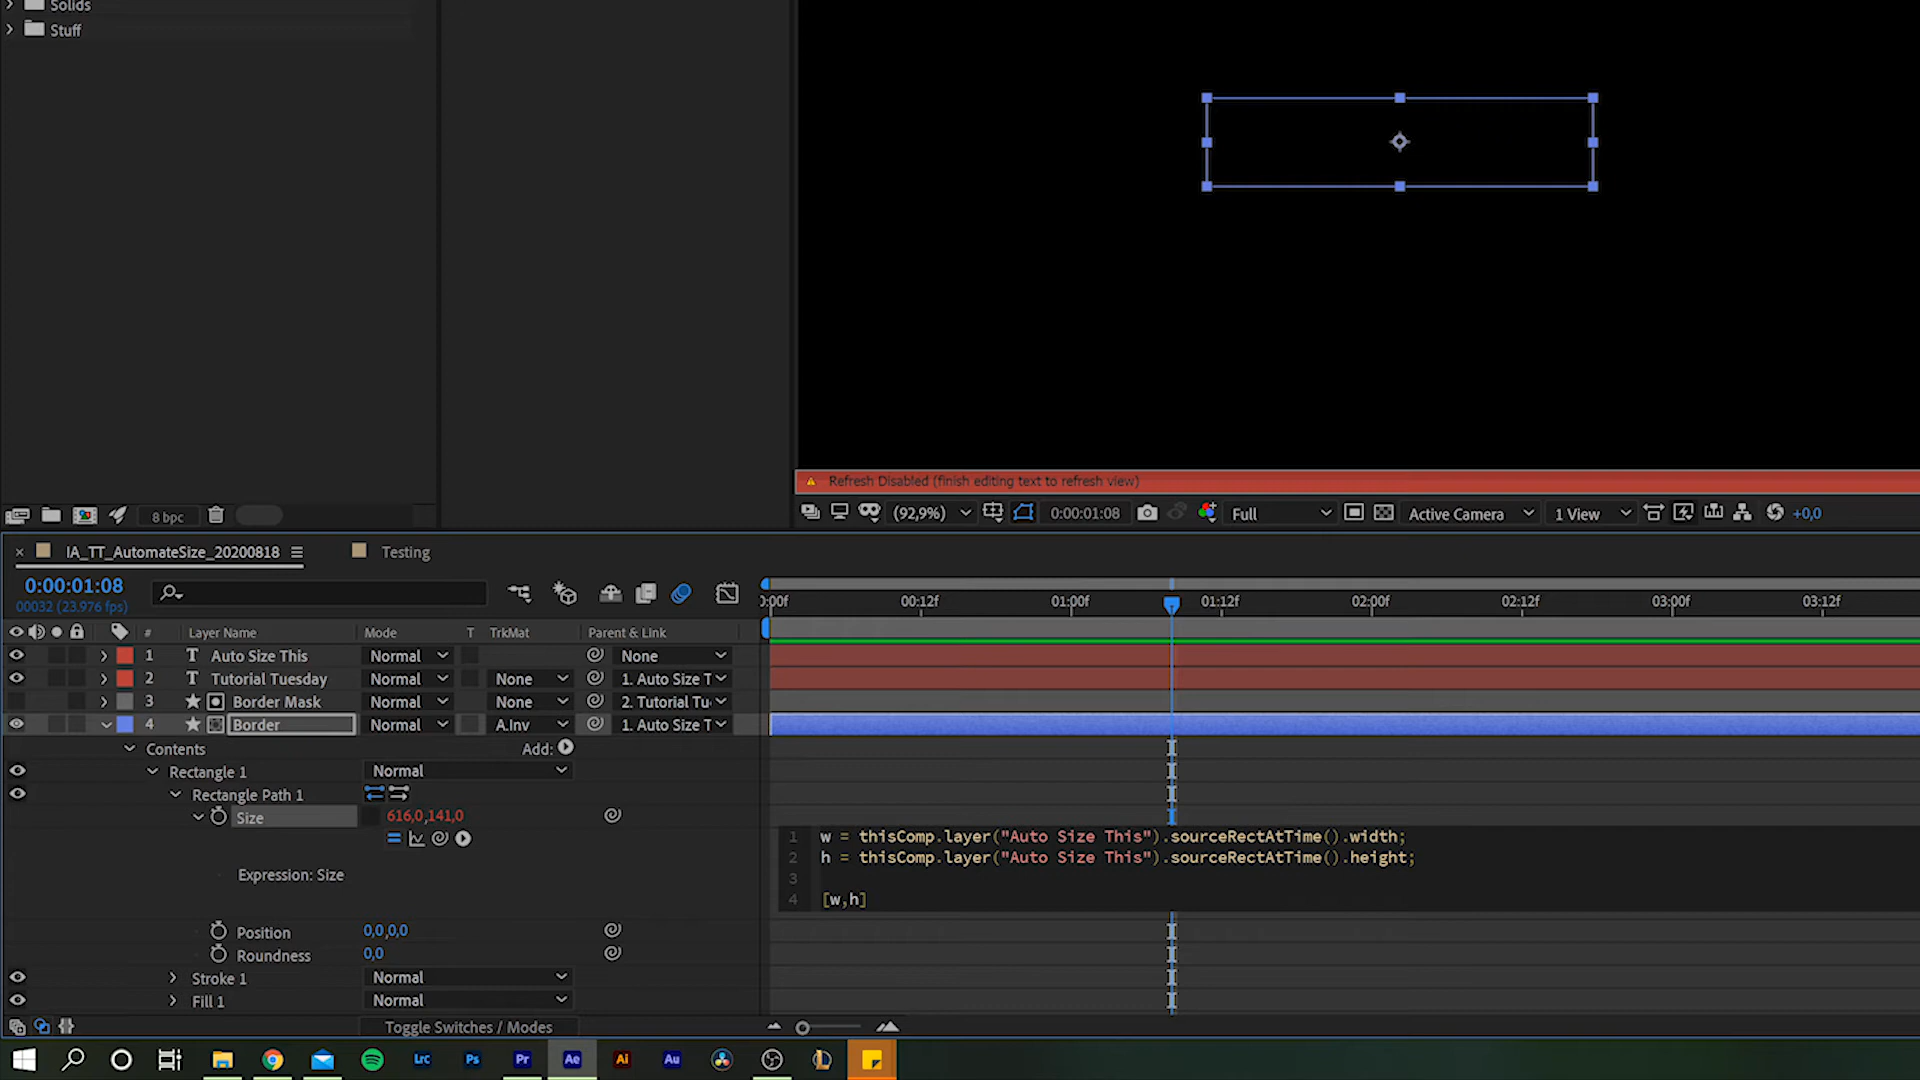 Solids
Stuff
Refresh Disabled (finish editing text to refresh view)
8 bpc
(92,9%)
0:00:01:08
Full
Active Camera
1 View
+0,0
IA_TT_AutomateSize_20200818
Testing
0:00:01:08
00032 (23,976 fps)
0:00f 00:12f 01:00f 01:12f 02:00f 02:12f 03:00f 03:12f
# Layer Name Mode T TrkMat Parent & Link
1 T Auto Size This Normal None
2 T Tutorial Tuesday Normal None 1. Auto Size T
3 Border Mask Normal None 2. Tutorial Tu
4 Border Normal A.Inv 1. Auto Size T
Contents Add:
Rectangle 1 Normal
Rectangle Path 1
Size 616,0,141,0
Expression: Size
1 w = thisComp.layer("Auto Size This").sourceRectAtTime().width;
2 h = thisComp.layer("Auto Size This").sourceRectAtTime().height;
3
4 [w,h]
Position 0,0,0,0
Roundness 0,0
Stroke 1 Normal
Fill 1 Normal
Toggle Switches / Modes
Lrc Ps Pr Ae Ai Au